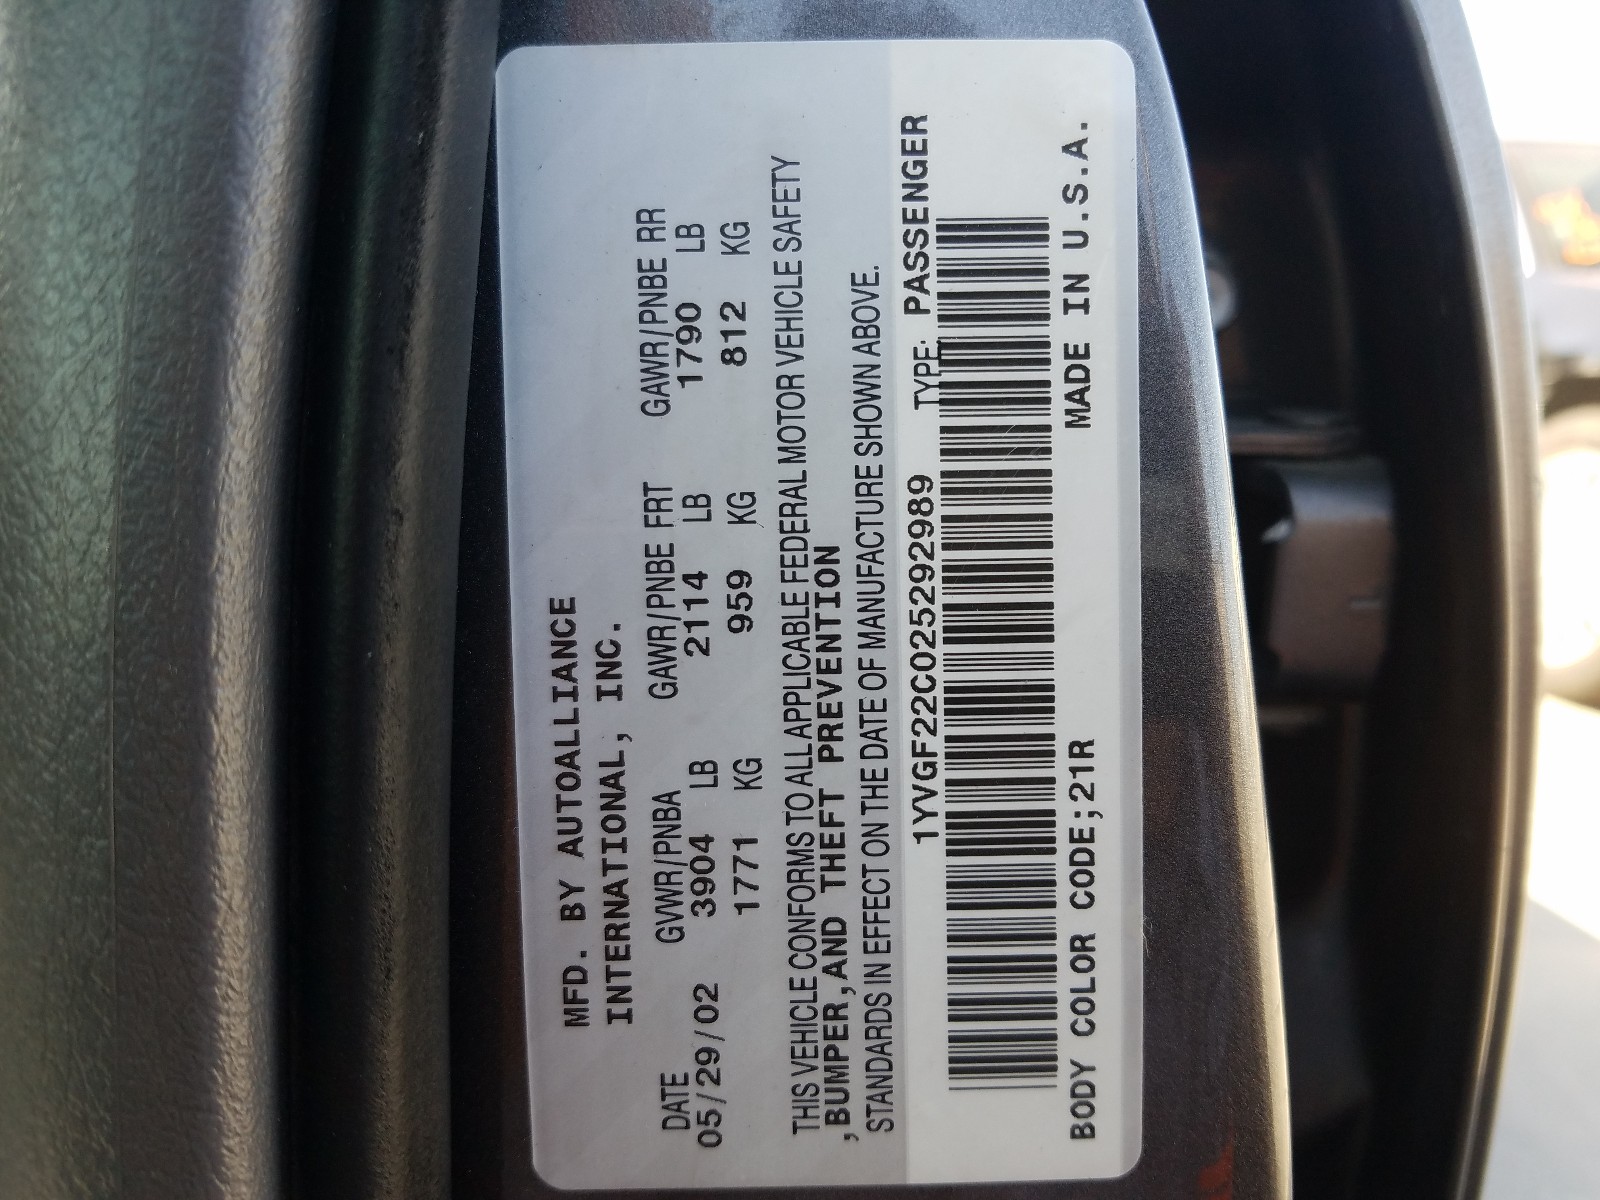 MFD. BY AUTOALLIANCE
INTERNATIONAL, INC.
DATE GVWR/PNBA GAWR/PNBE FRT GAWR/PNBE RR
05/29/02 3904 LB 2114 LB 1790 LB
1771 KG 959 KG 812 KG
THIS VEHICLE CONFORMS TO ALL APPLICABLE FEDERAL MOTOR VEHICLE SAFETY
,BUMPER,AND THEFT PREVENTION
STANDARDS IN EFFECT ON THE DATE OF MANUFACTURE SHOWN ABOVE.
1YVGF22C025292989 TYPE: PASSENGER
BODY COLOR CODE;21R MADE IN U.S.A.